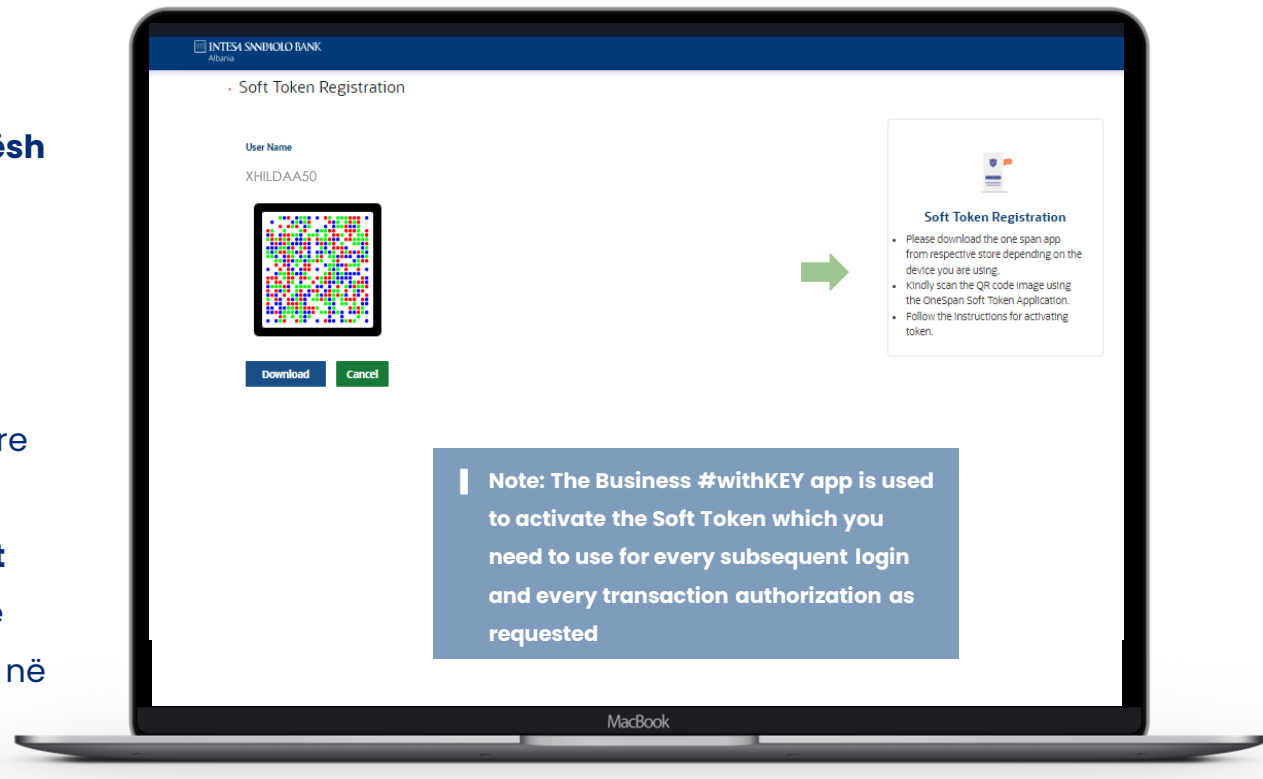 ësh
re
t
e
në
INTESA SANPAOLO BANK
Albania
Soft Token Registration
User Name
XHILDAA50
Download
Cancel
Soft Token Registration
• Please download the one span app
from respective store depending on the
device you are using.
• Kindly scan the QR code image using
the OneSpan Soft Token Application.
• Follow the instructions for activating
token.
Note: The Business #withKEY app is used
to activate the Soft Token which you
need to use for every subsequent login
and every transaction authorization as
requested
MacBook